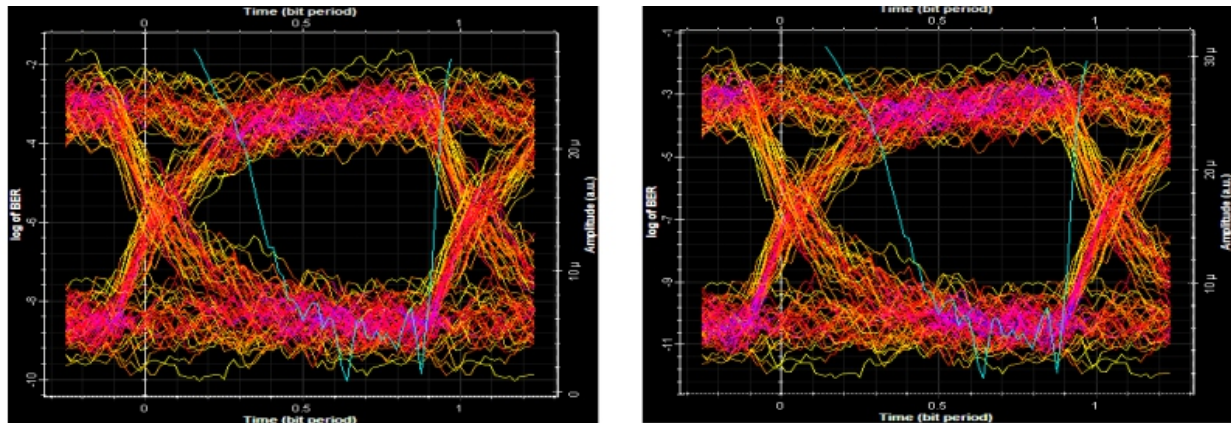 Time (bit period)
0 0.5 1
log of BER
-2
-4
-6
-8
-10
20 µ
10 µ
0
Amplitude (a.u.)
0 0.5 1
Time (bit period)
Time (bit period)
0 0.5 1
log of BER
-1
-3
-5
-7
-9
-11
30 µ
20 µ
10 µ
Amplitude (a.u.)
0 0.5 1
Time (bit period)